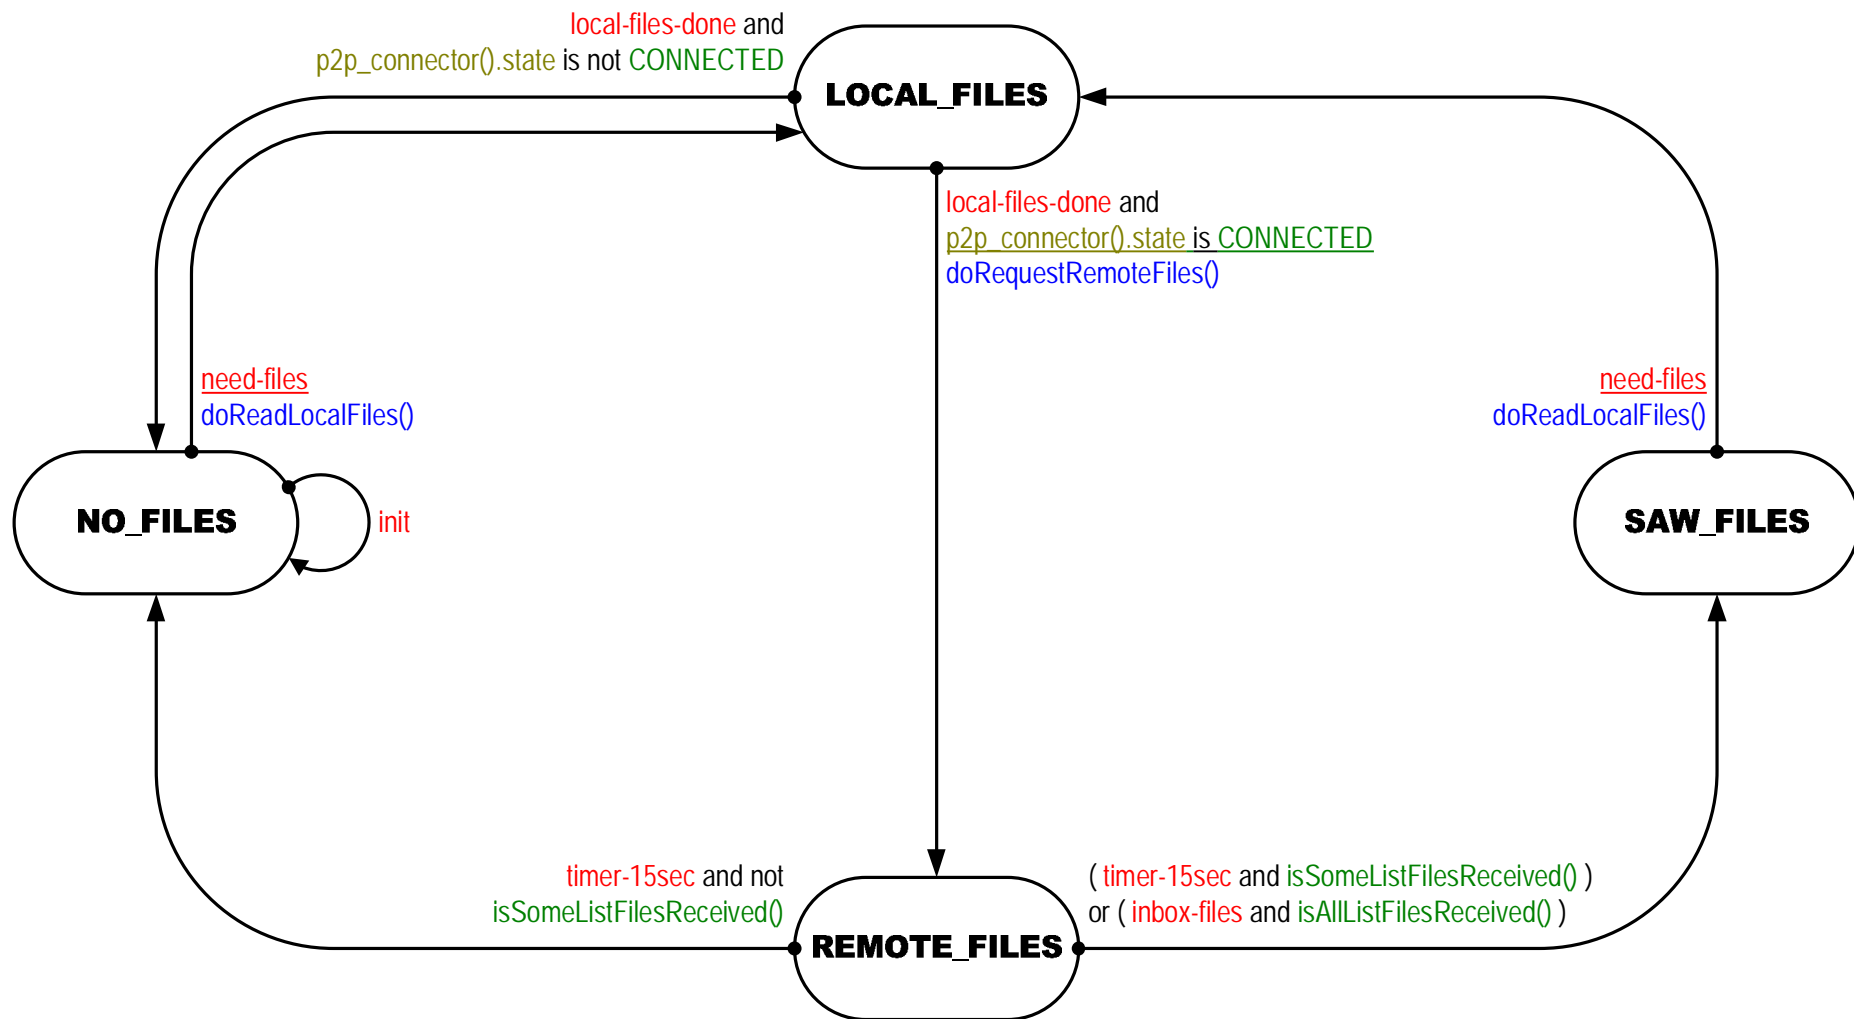 local-files-done and
p2p_connector().state is not CONNECTED
LOCAL_FILES
local-files-done and
p2p_connector().state is CONNECTED
doRequestRemoteFiles()
need-files
doReadLocalFiles()
need-files
doReadLocalFiles()
NO_FILES
init
SAW_FILES
timer-15sec and not
isSomeListFilesReceived()
( timer-15sec and isSomeListFilesReceived() )
or ( inbox-files and isAllListFilesReceived() )
REMOTE_FILES